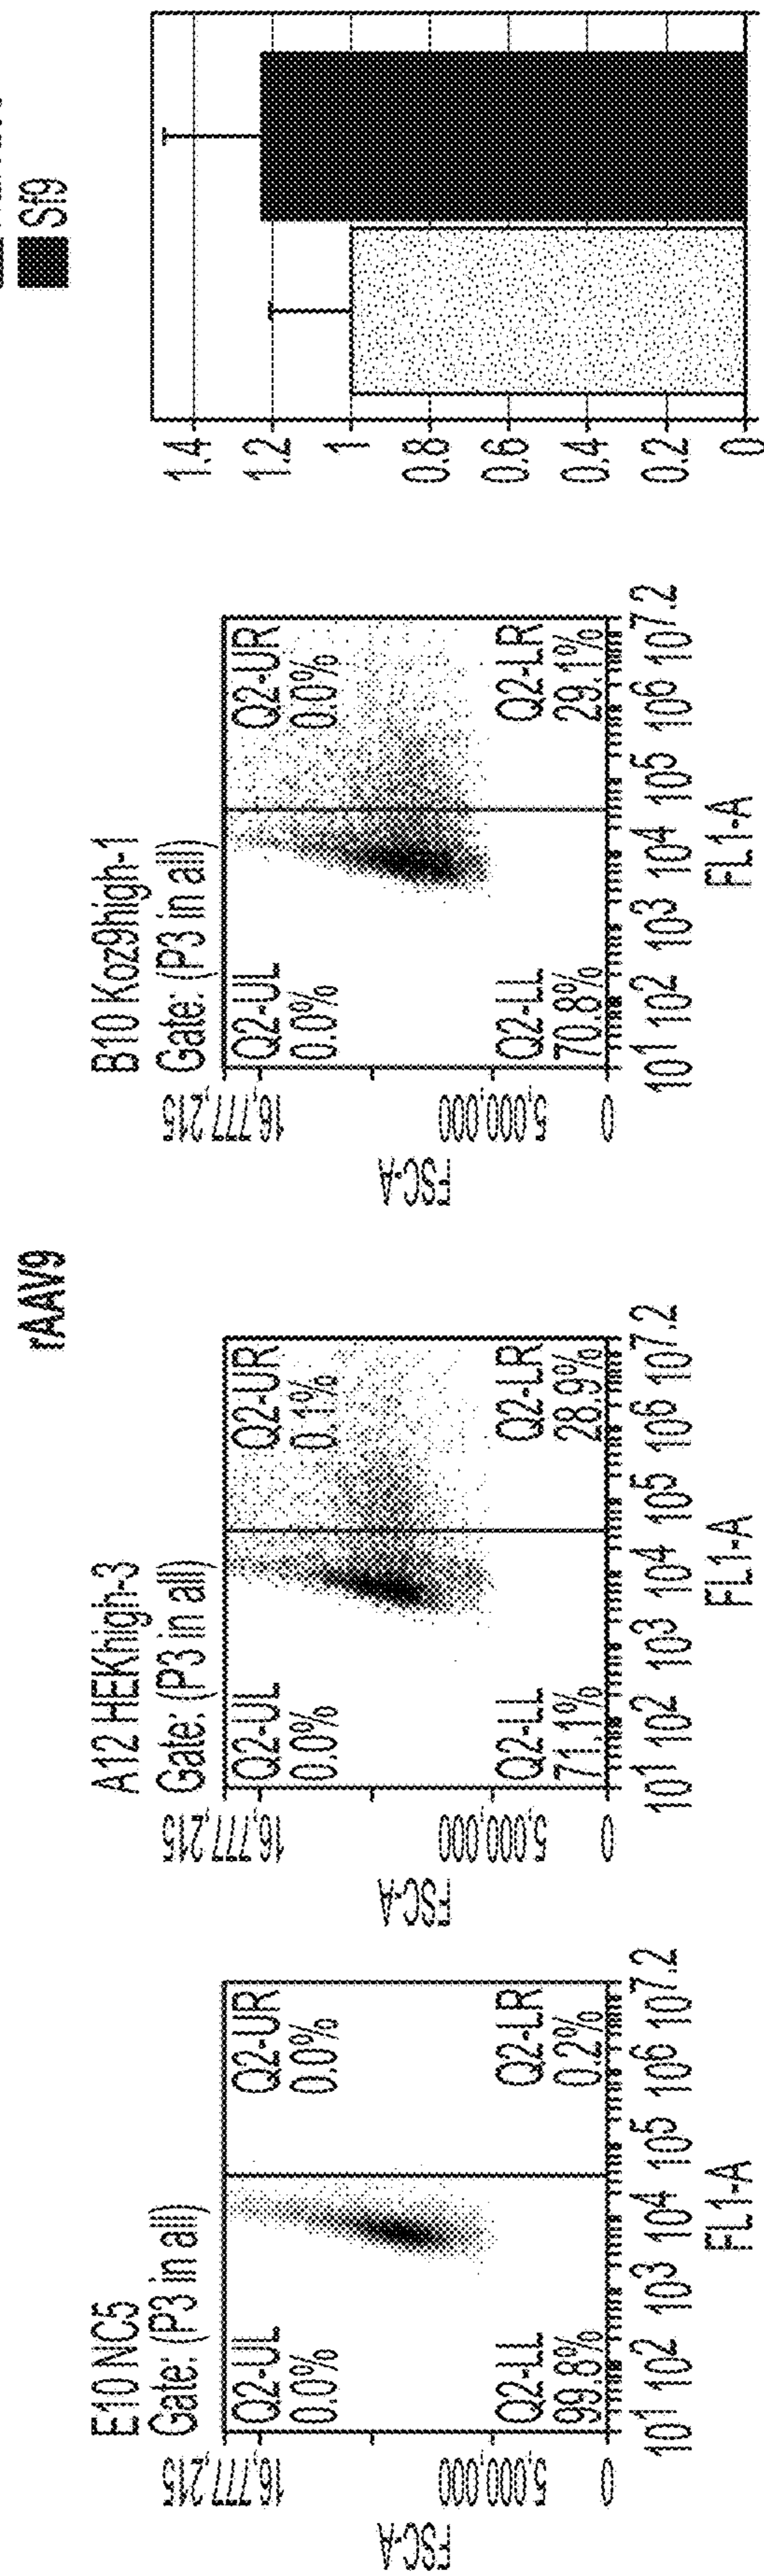 rAAV9
Sf9
E10 NC5
Gate: (P3 in all)
16,777,215
5,000,000
0
FSC-A
Q2-UL
0.0%
Q2-UR
0.0%
Q2-LL
99.8%
Q2-LR
0.2%
10¹ 10² 10³ 10⁴ 10⁵ 10⁶ 10⁷·²
FL1-A
A12 HEKhigh-3
Gate: (P3 in all)
16,777,215
5,000,000
0
FSC-A
Q2-UL
0.0%
Q2-UR
0.1%
Q2-LL
71.1%
Q2-LR
28.9%
10¹ 10² 10³ 10⁴ 10⁵ 10⁶ 10⁷·²
FL1-A
B10 Koz9high-1
Gate: (P3 in all)
16,777,215
5,000,000
0
FSC-A
Q2-UL
0.0%
Q2-UR
0.0%
Q2-LL
70.8%
Q2-LR
29.1%
10¹ 10² 10³ 10⁴ 10⁵ 10⁶ 10⁷·²
FL1-A
1.4
1.2
1
0.8
0.6
0.4
0.2
0